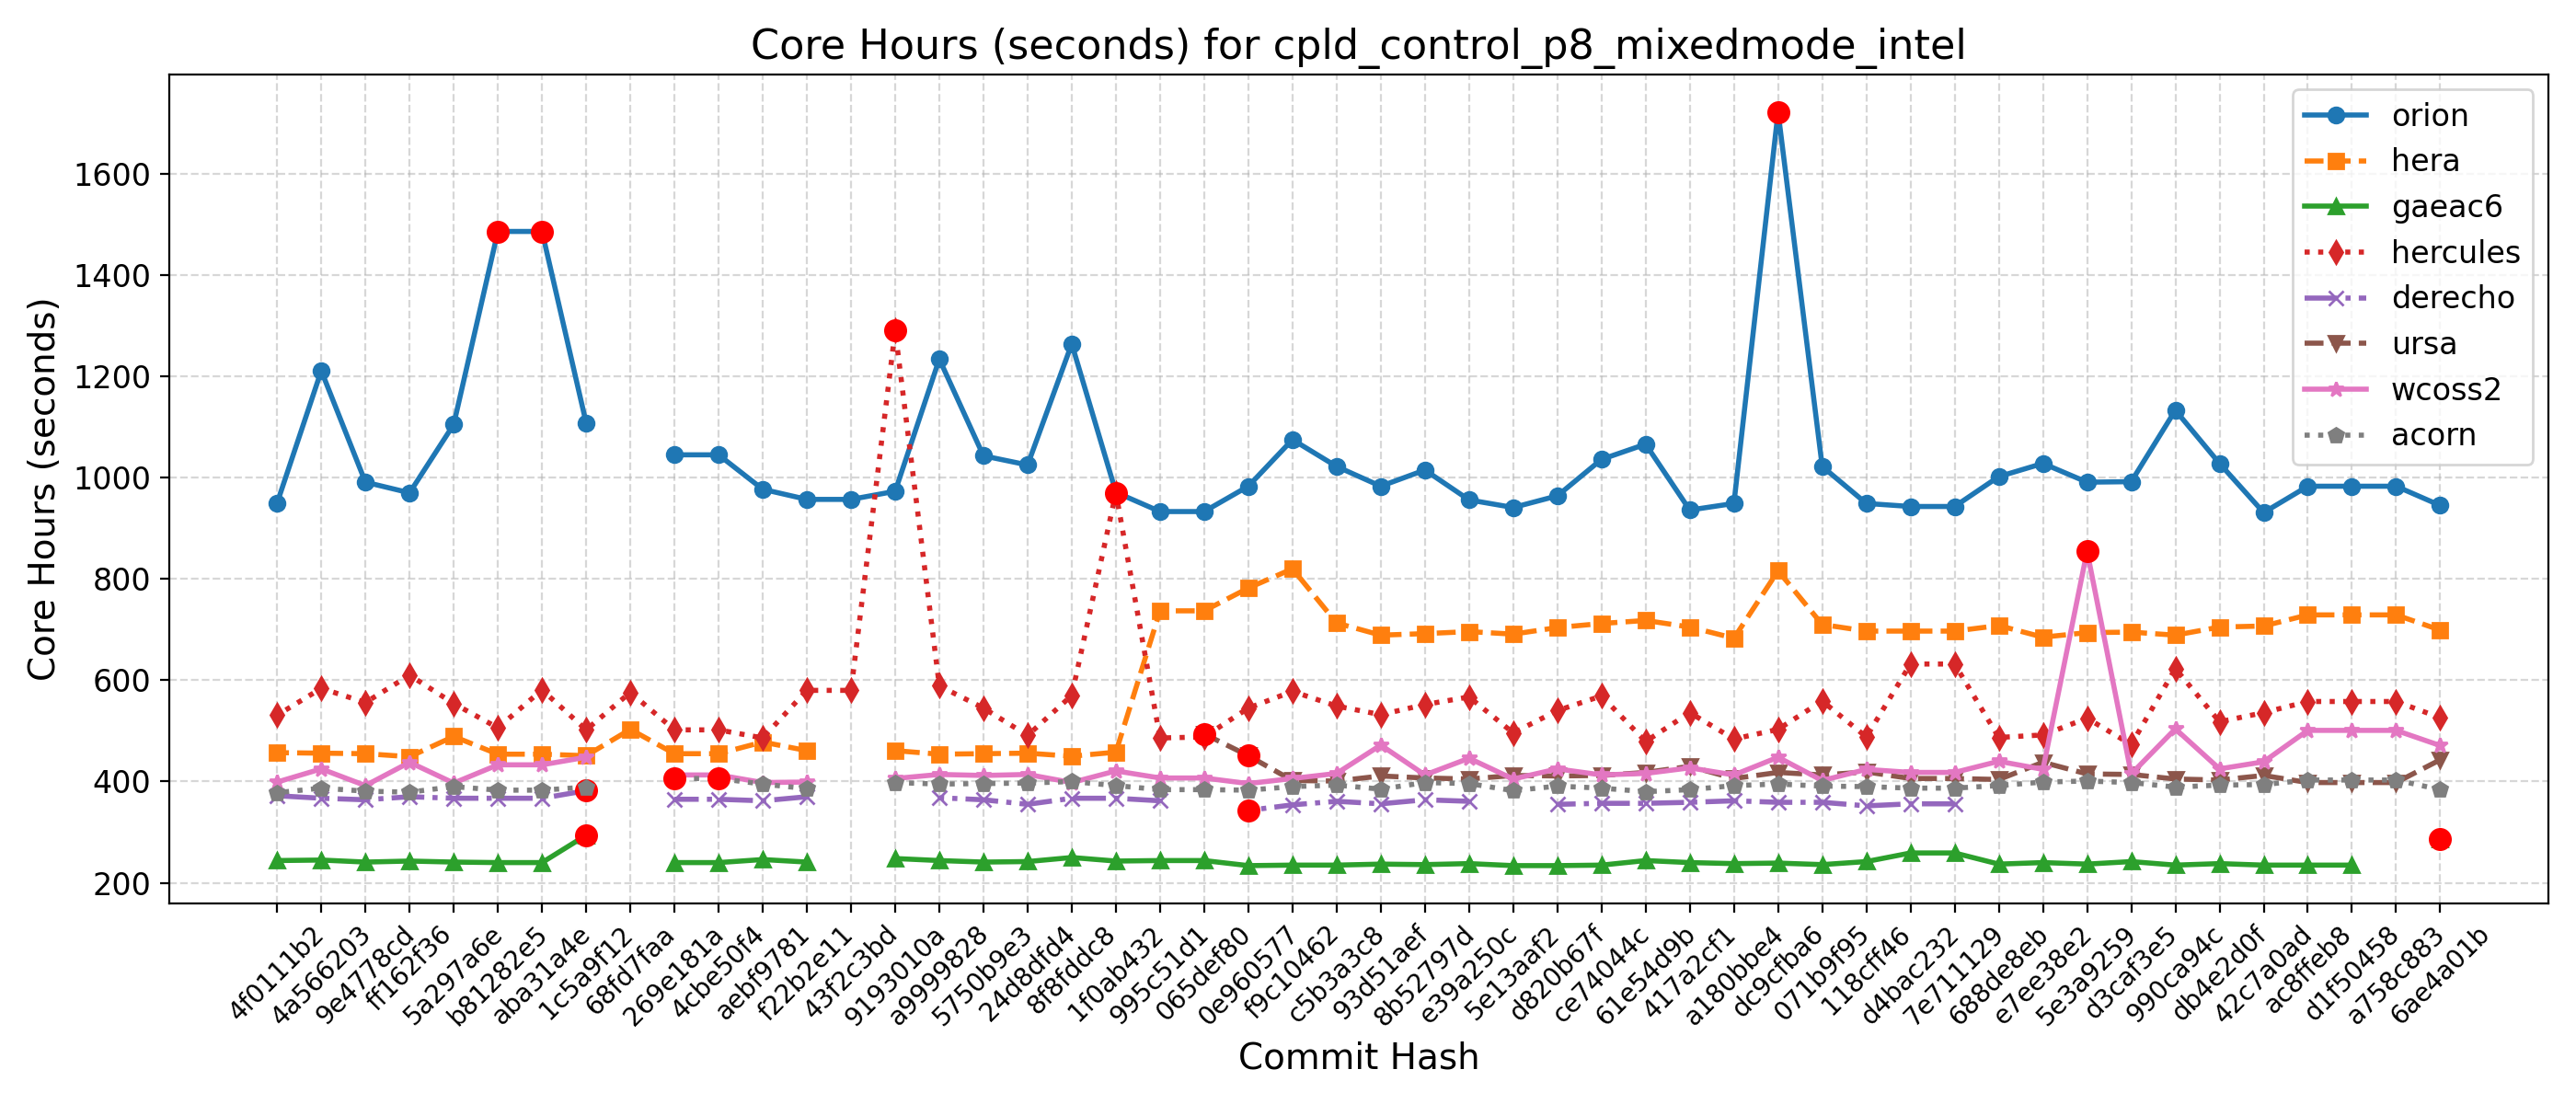 Core Hours (seconds) for cpld_control_p8_mixedmode_intel
Core Hours (seconds)
1600
1400
1200
1000
800
600
400
200
orion
hera
gaeac6
hercules
derecho
ursa
wcoss2
acorn
4f0111b2
4a566203
9e4778cd
ff162f36
5a297a6e
b81282e5
aba31a4e
1c5a9f12
68fd7faa
269e181a
4cbe50f4
aebf9781
f22b2e11
43f2c3bd
9193010a
a9999828
5750b9e3
24d8dfd4
8f8fddc8
1f0ab432
995c51d1
065def80
0e960577
f9c10462
c5b3a3c8
93d51aef
8b52797d
e39a250c
5e13aaf2
d820b67f
ce74044c
61e54d9b
417a2cf1
a180bbe4
dc9cfba6
071b9f95
118cff46
d4bac232
7e711129
688de8eb
e7ee38e2
5e3a9259
d3caf3e5
990ca94c
db4e2d0f
42c7a0ad
ac8ffeb8
d1f50458
a758c883
6ae4a01b
Commit Hash